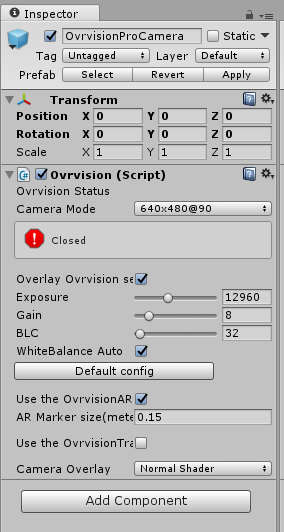 Inspector
OvrvisionProCamera Static
Tag Untagged Layer Default
Prefab Select Revert Apply
Transform
Position X 0 Y 0 Z 0
Rotation X 0 Y 0 Z 0
Scale X 1 Y 1 Z 1
Ovrvision (Script)
Ovrvision Status
Camera Mode 640x480@90
Closed
Overlay Ovrvision se
Exposure 12960
Gain 8
BLC 32
WhiteBalance Auto
Default config
Use the OvrvisionAR
AR Marker size(mete 0.15
Use the OvrvisionTra
Camera Overlay Normal Shader
Add Component